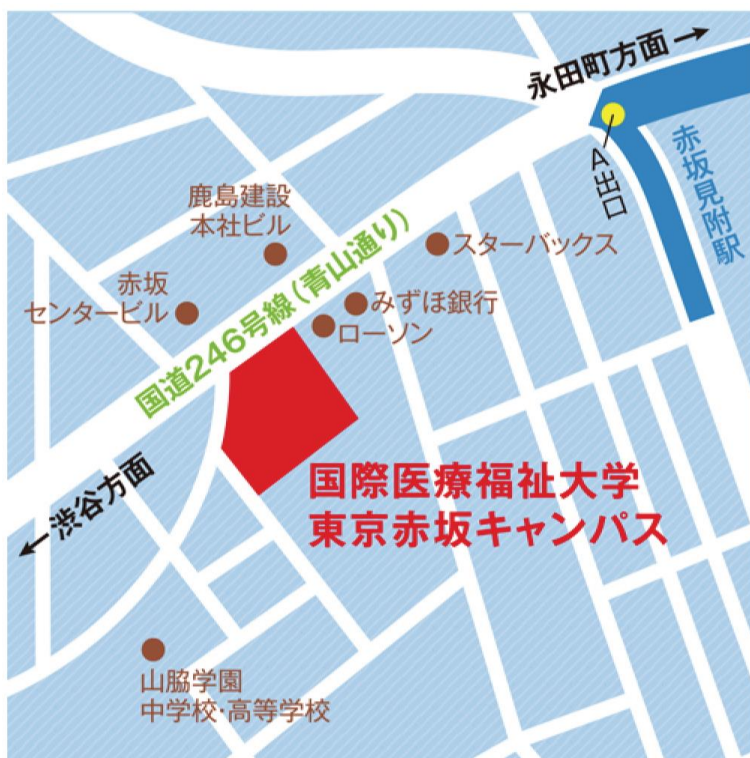 永田町方面→
A出口
赤坂見附駅
鹿島建設
本社ビル
スターバックス
赤坂
センタービル
国道246号線(青山通り)
みずほ銀行
ローソン
←渋谷方面
国際医療福祉大学
東京赤坂キャンパス
山脇学園
中学校・高等学校